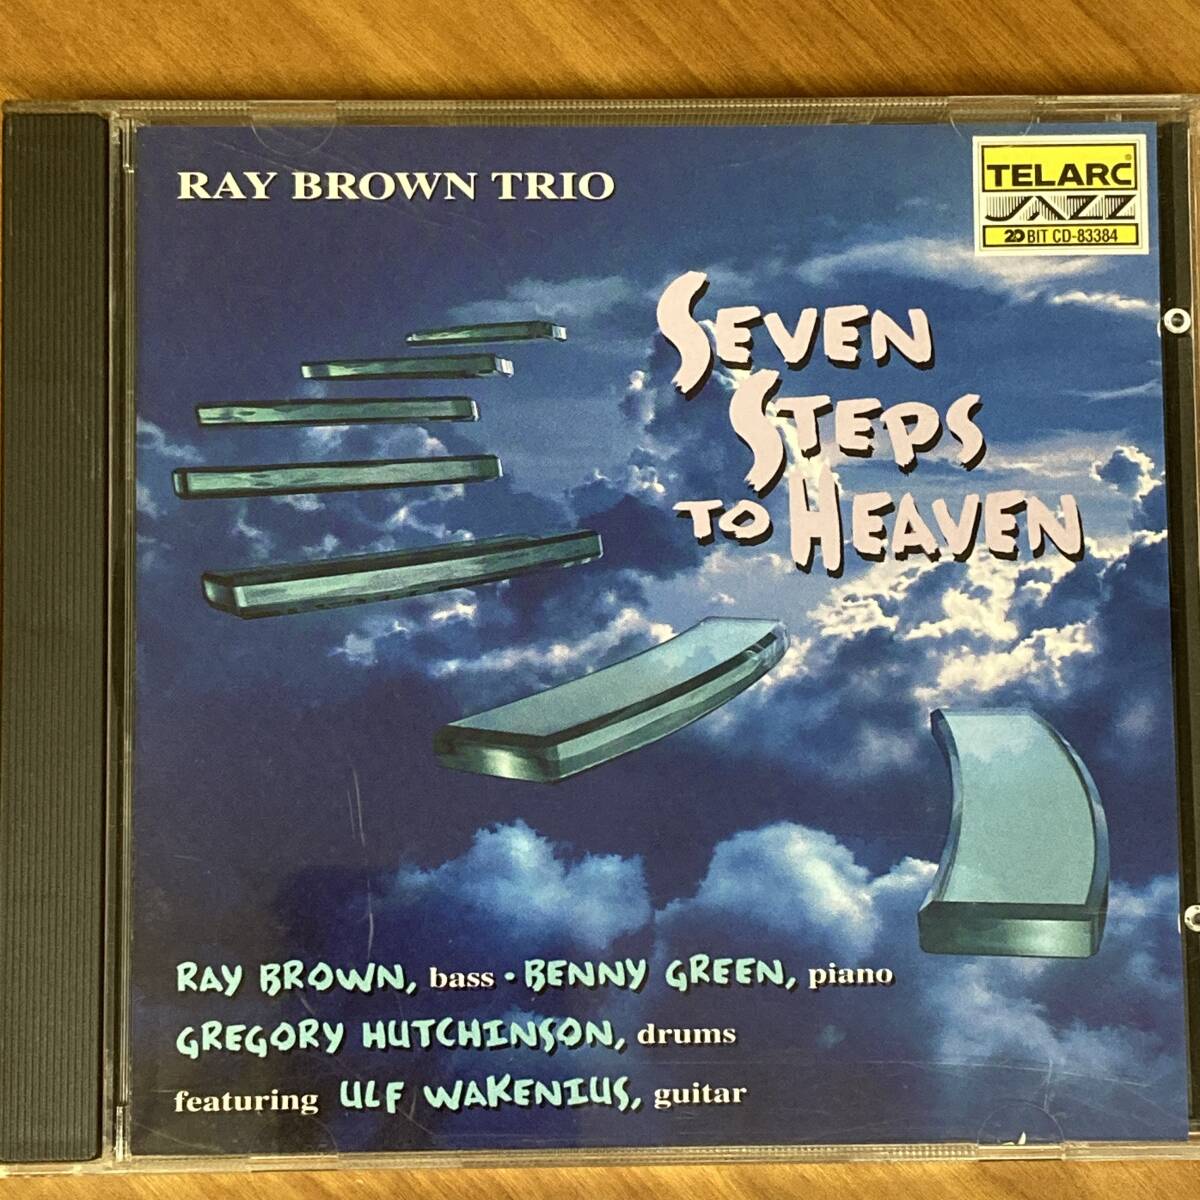 RAY BROWN TRIO
TELARC®
JAZZ
20 BIT CD-83384
SEVEN
STEPS
TO HEAVEN
RAY BROWN, bass • BENNY GREEN, piano
GREGORY HUTCHINSON, drums
featuring ULF WAKENIUS, guitar